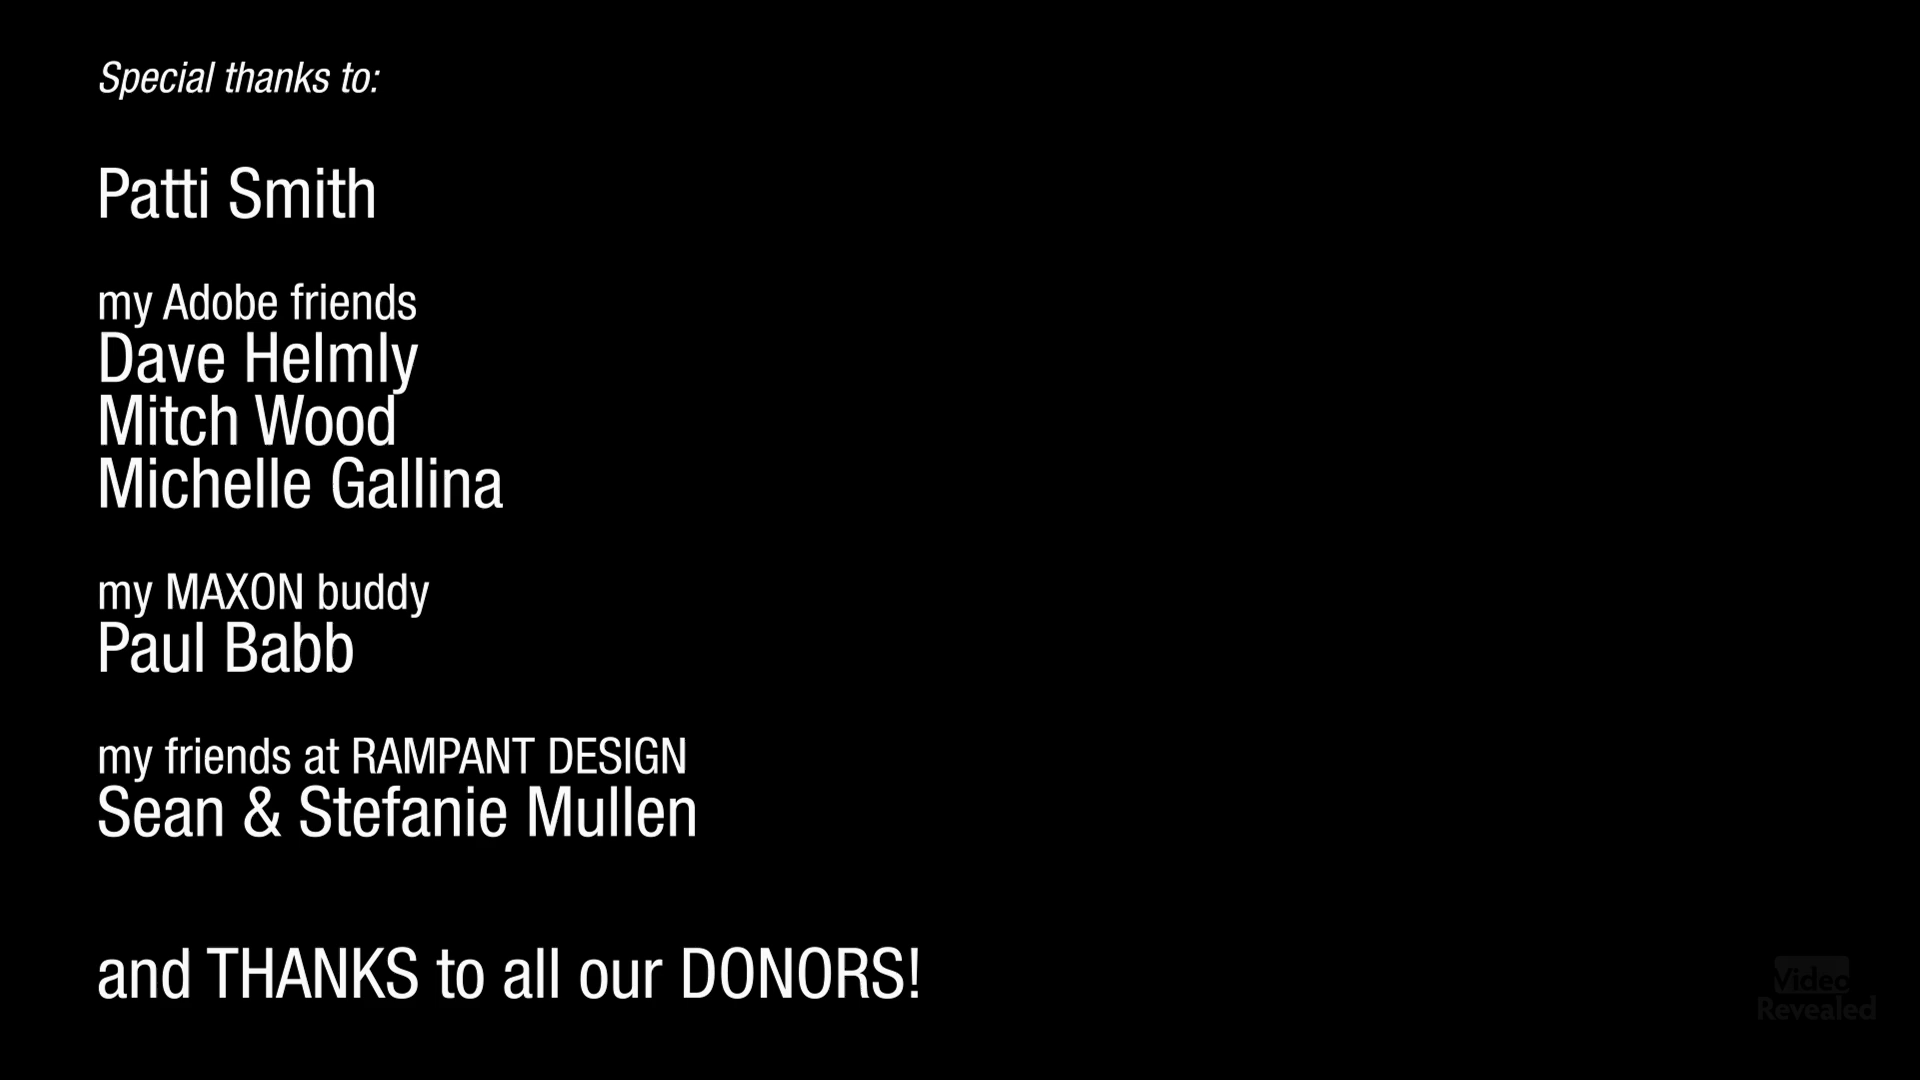 Special thanks to:
Patti Smith
my Adobe friends
Dave Helmly
Mitch Wood
Michelle Gallina
my MAXON buddy
Paul Babb
my friends at RAMPANT DESIGN
Sean & Stefanie Mullen
and THANKS to all our DONORS!
Video
Revealed